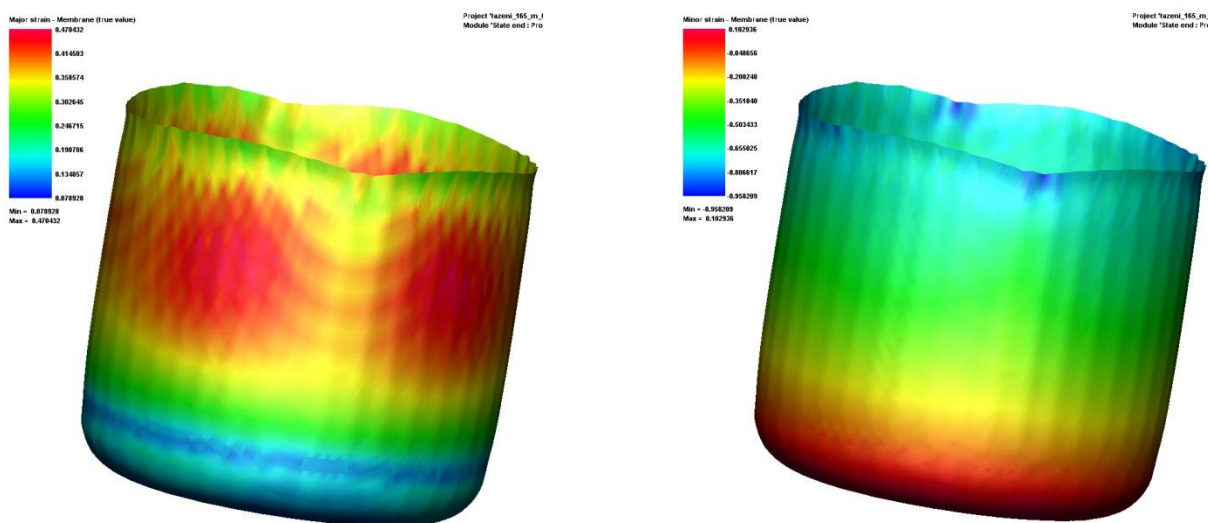 Major strain - Membrane (true value)
0.470432
0.414503
0.358574
0.302645
0.246715
0.190786
0.134857
0.078928
Min = 0.078928
Max = 0.470432
Project 'tazeni_165_m_
Module 'State end : Pro
Minor strain - Membrane (true value)
0.102936
-0.048656
-0.200248
-0.351840
-0.503433
-0.655025
-0.806617
-0.958209
Min = -0.958209
Max = 0.102936
Project 'tazeni_165_m_
Module 'State end : Pro